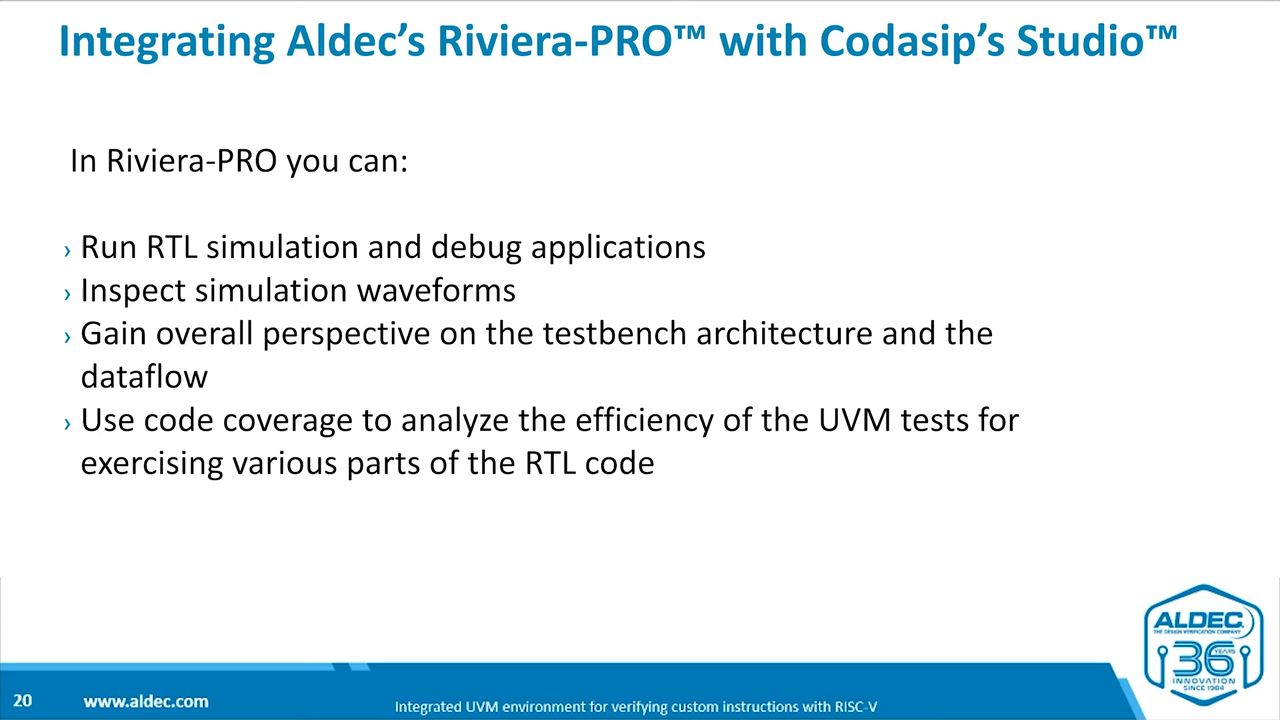 Integrating Aldec’s Riviera-PRO™ with Codasip’s Studio™
In Riviera-PRO you can:
› Run RTL simulation and debug applications
› Inspect simulation waveforms
› Gain overall perspective on the testbench architecture and the
dataflow
› Use code coverage to analyze the efficiency of the UVM tests for
exercising various parts of the RTL code
ALDEC®
THE DESIGN VERIFICATION COMPANY
36 YEARS
INNOVATION
SINCE 1984
20
www.aldec.com
Integrated UVM environment for verifying custom instructions with RISC-V